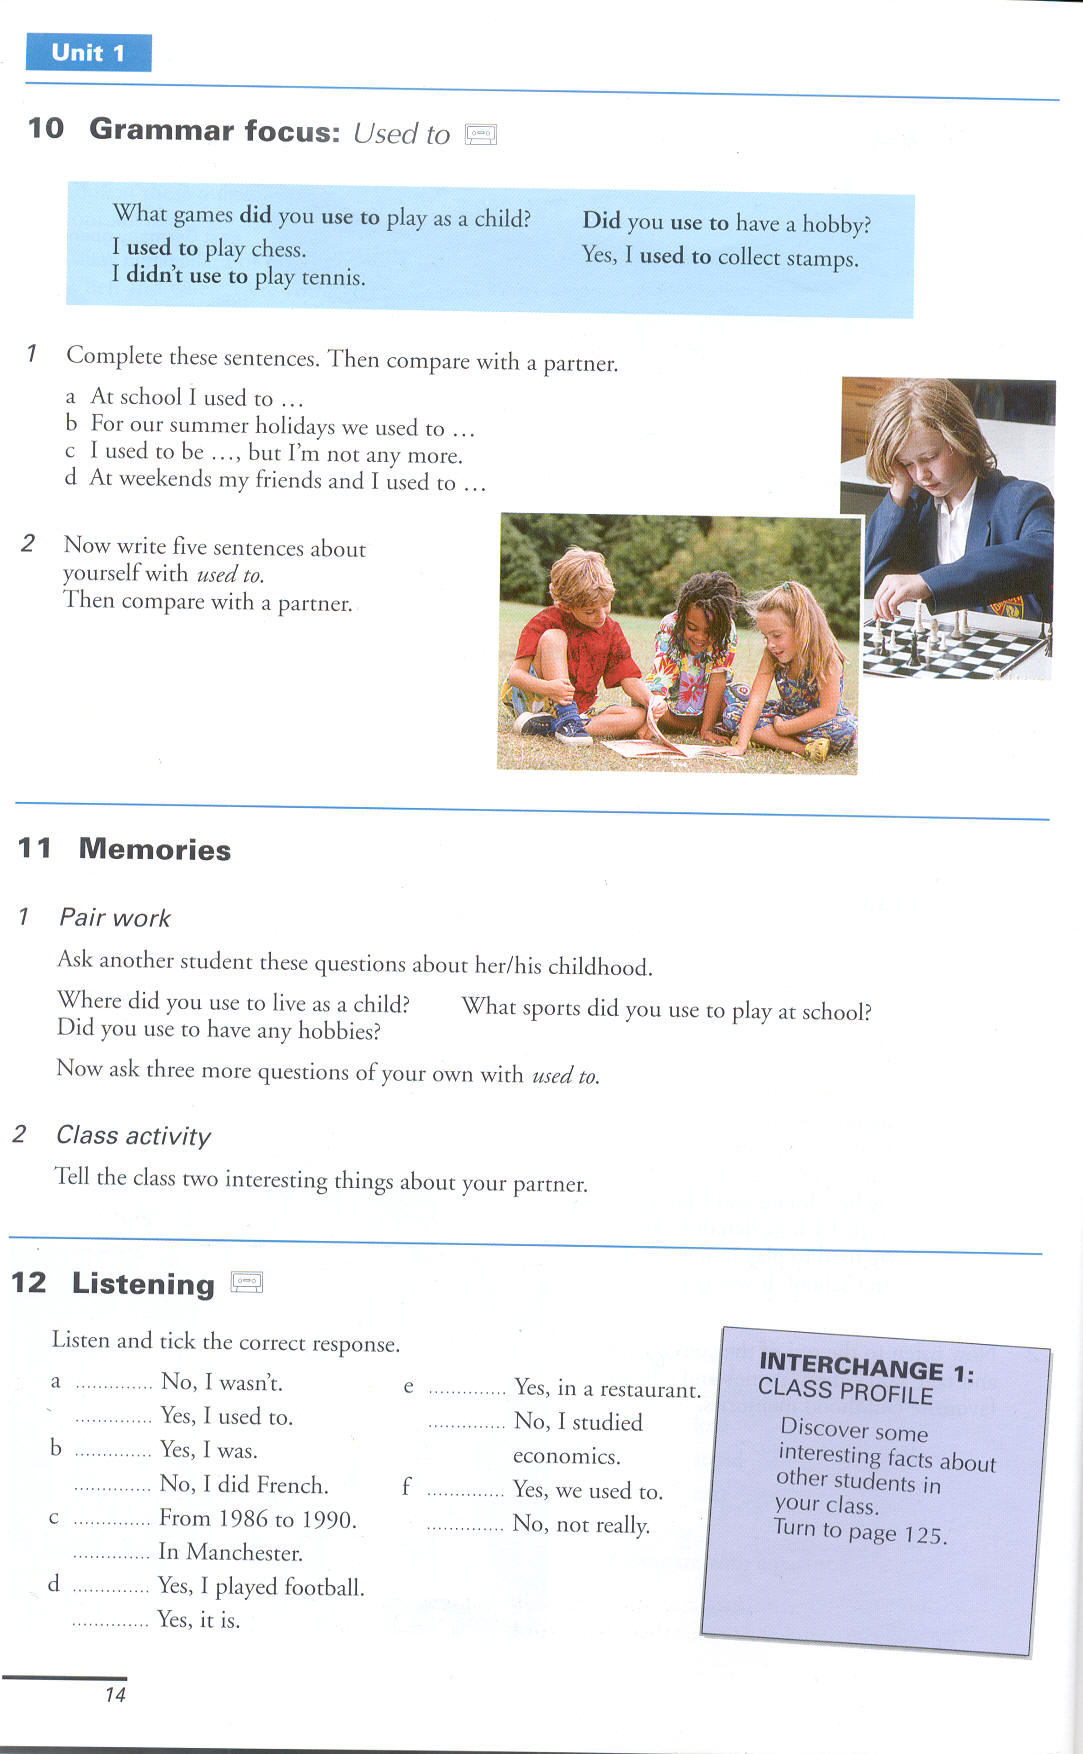 Unit 1
10 Grammar focus: Used to
What games did you use to play as a child?
I used to play chess.
I didn't use to play tennis.
Did you use to have a hobby?
Yes, I used to collect stamps.
1 Complete these sentences. Then compare with a partner.
a At school I used to ...
b For our summer holidays we used to ...
c I used to be ..., but I'm not any more.
d At weekends my friends and I used to ...
2 Now write five sentences about
yourself with used to.
Then compare with a partner.
11 Memories
1 Pair work
Ask another student these questions about her/his childhood.
Where did you use to live as a child? What sports did you use to play at school?
Did you use to have any hobbies?
Now ask three more questions of your own with used to.
2 Class activity
Tell the class two interesting things about your partner.
12 Listening
Listen and tick the correct response.
a .............. No, I wasn't.
.............. Yes, I used to.
b .............. Yes, I was.
.............. No, I did French.
c .............. From 1986 to 1990.
.............. In Manchester.
d .............. Yes, I played football.
.............. Yes, it is.
e .............. Yes, in a restaurant.
.............. No, I studied
economics.
f .............. Yes, we used to.
.............. No, not really.
INTERCHANGE 1:
CLASS PROFILE
Discover some
interesting facts about
other students in
your class.
Turn to page 125.
14